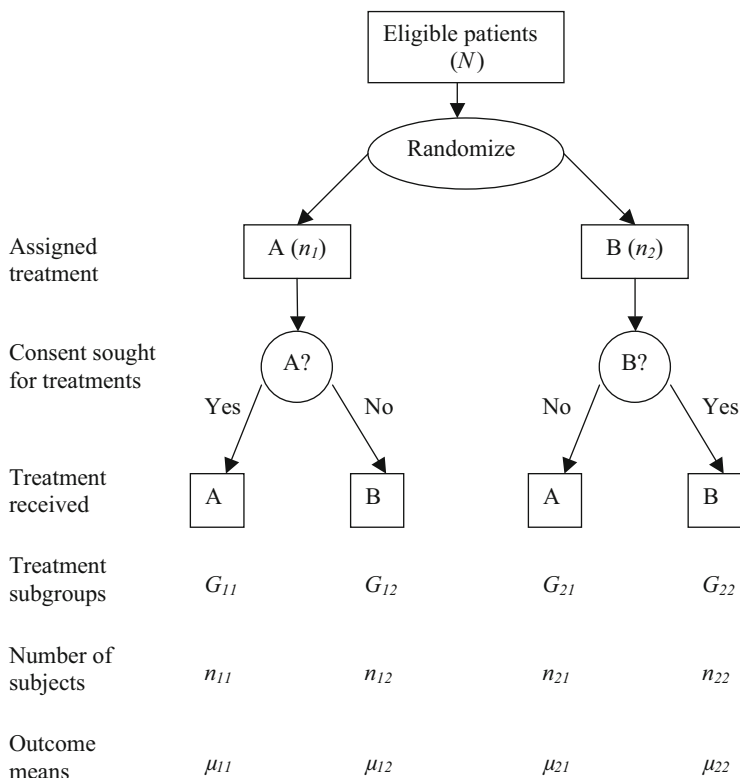 Eligible patients
(N)
Randomize
Assigned
treatment
A (n₁)
B (n₂)
Consent sought
for treatments
A?
B?
Yes
No
No
Yes
Treatment
received
A
B
A
B
Treatment
subgroups
G₁₁
G₁₂
G₂₁
G₂₂
Number of
subjects
n₁₁
n₁₂
n₂₁
n₂₂
Outcome
means
μ₁₁
μ₁₂
μ₂₁
μ₂₂